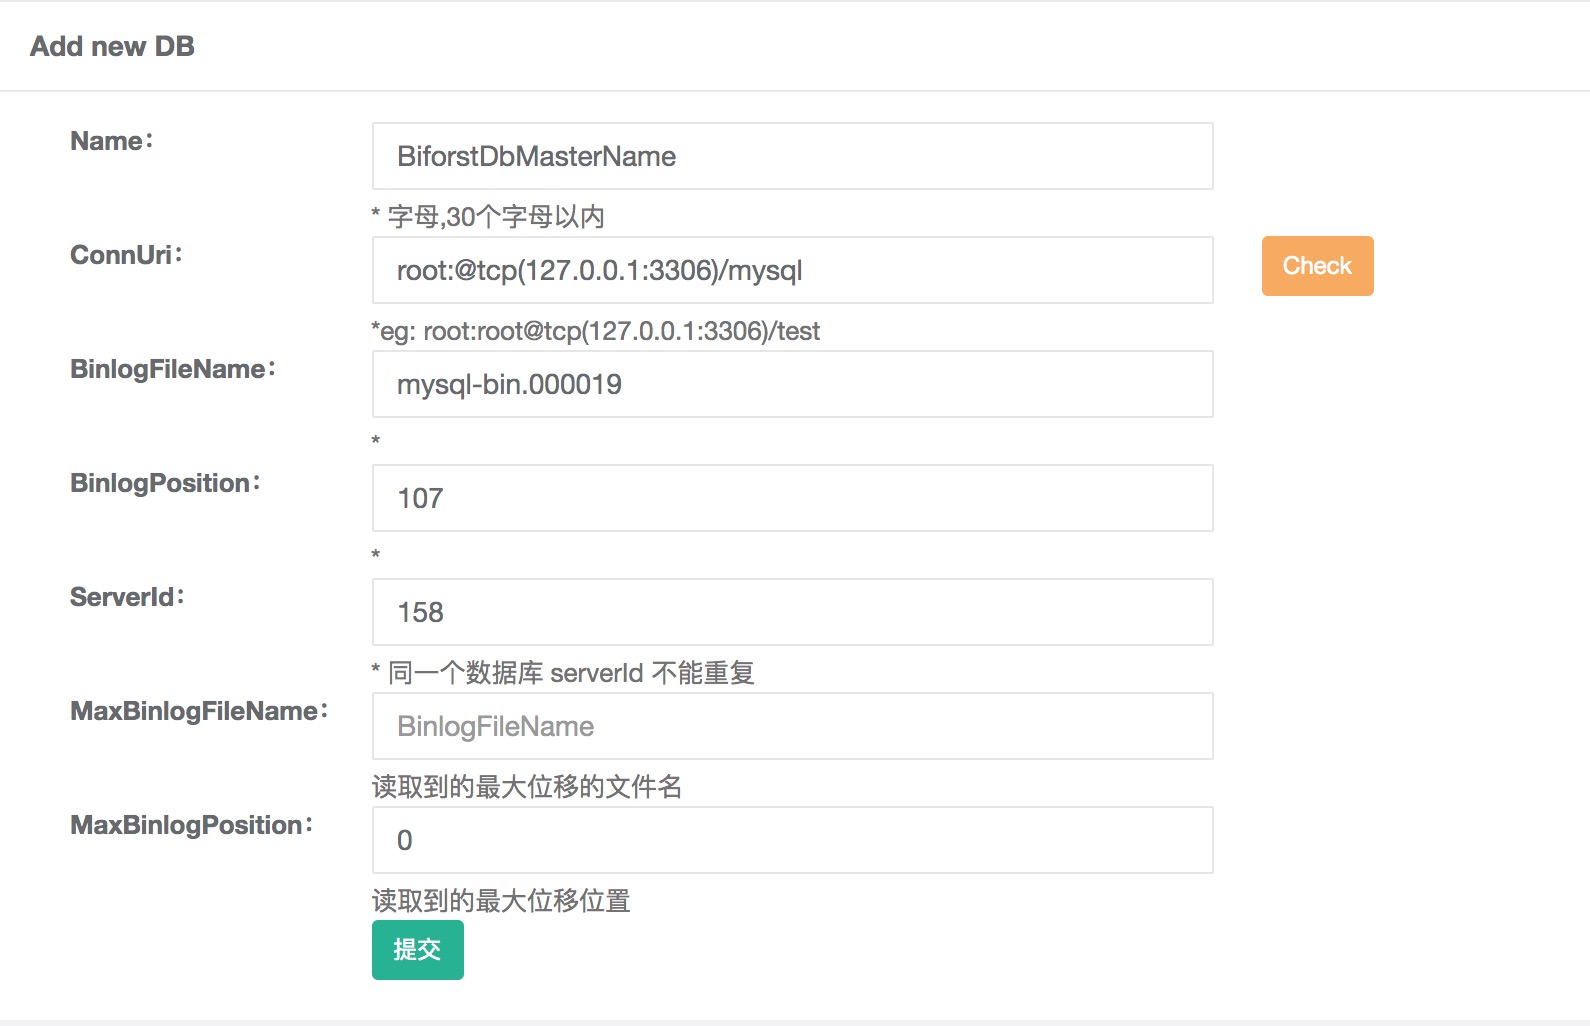 Add new DB
Name：
BiforstDbMasterName
* 字母,30个字母以内
ConnUri：
root:@tcp(127.0.0.1:3306)/mysql
Check
*eg: root:root@tcp(127.0.0.1:3306)/test
BinlogFileName：
mysql-bin.000019
*
BinlogPosition：
107
*
ServerId：
158
* 同一个数据库 serverId 不能重复
MaxBinlogFileName：
BinlogFileName
读取到的最大位移的文件名
MaxBinlogPosition：
0
读取到的最大位移位置
提交